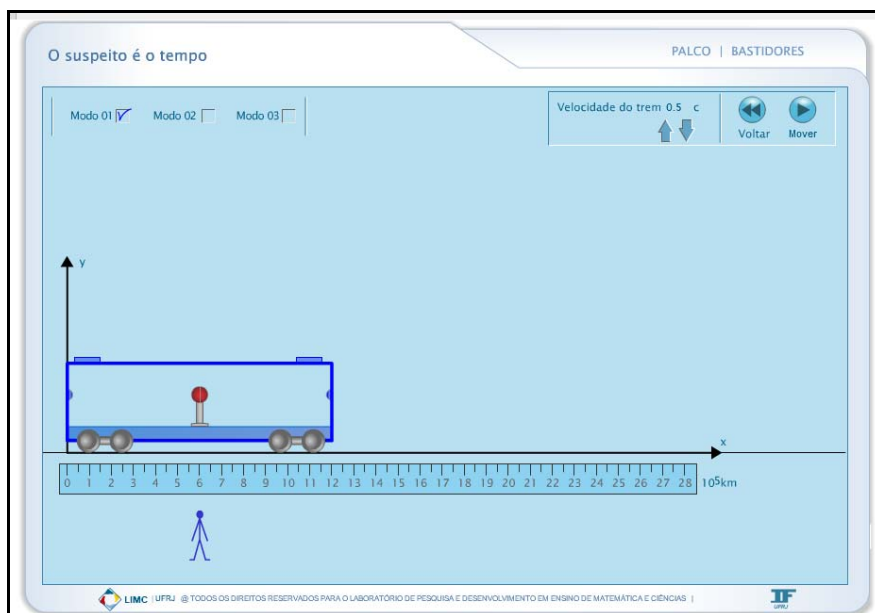 O suspeito é o tempo
PALCO | BASTIDORES
Modo 01 Modo 02 Modo 03
Velocidade do trem 0.5 c
Voltar Mover
y
x
0 1 2 3 4 5 6 7 8 9 10 11 12 13 14 15 16 17 18 19 20 21 22 23 24 25 26 27 28 10⁵km
LIMC | UFRJ @ TODOS OS DIREITOS RESERVADOS PARA O LABORATÓRIO DE PESQUISA E DESENVOLVIMENTO EM ENSINO DE MATEMÁTICA E CIÊNCIAS |
IF
UFRJ